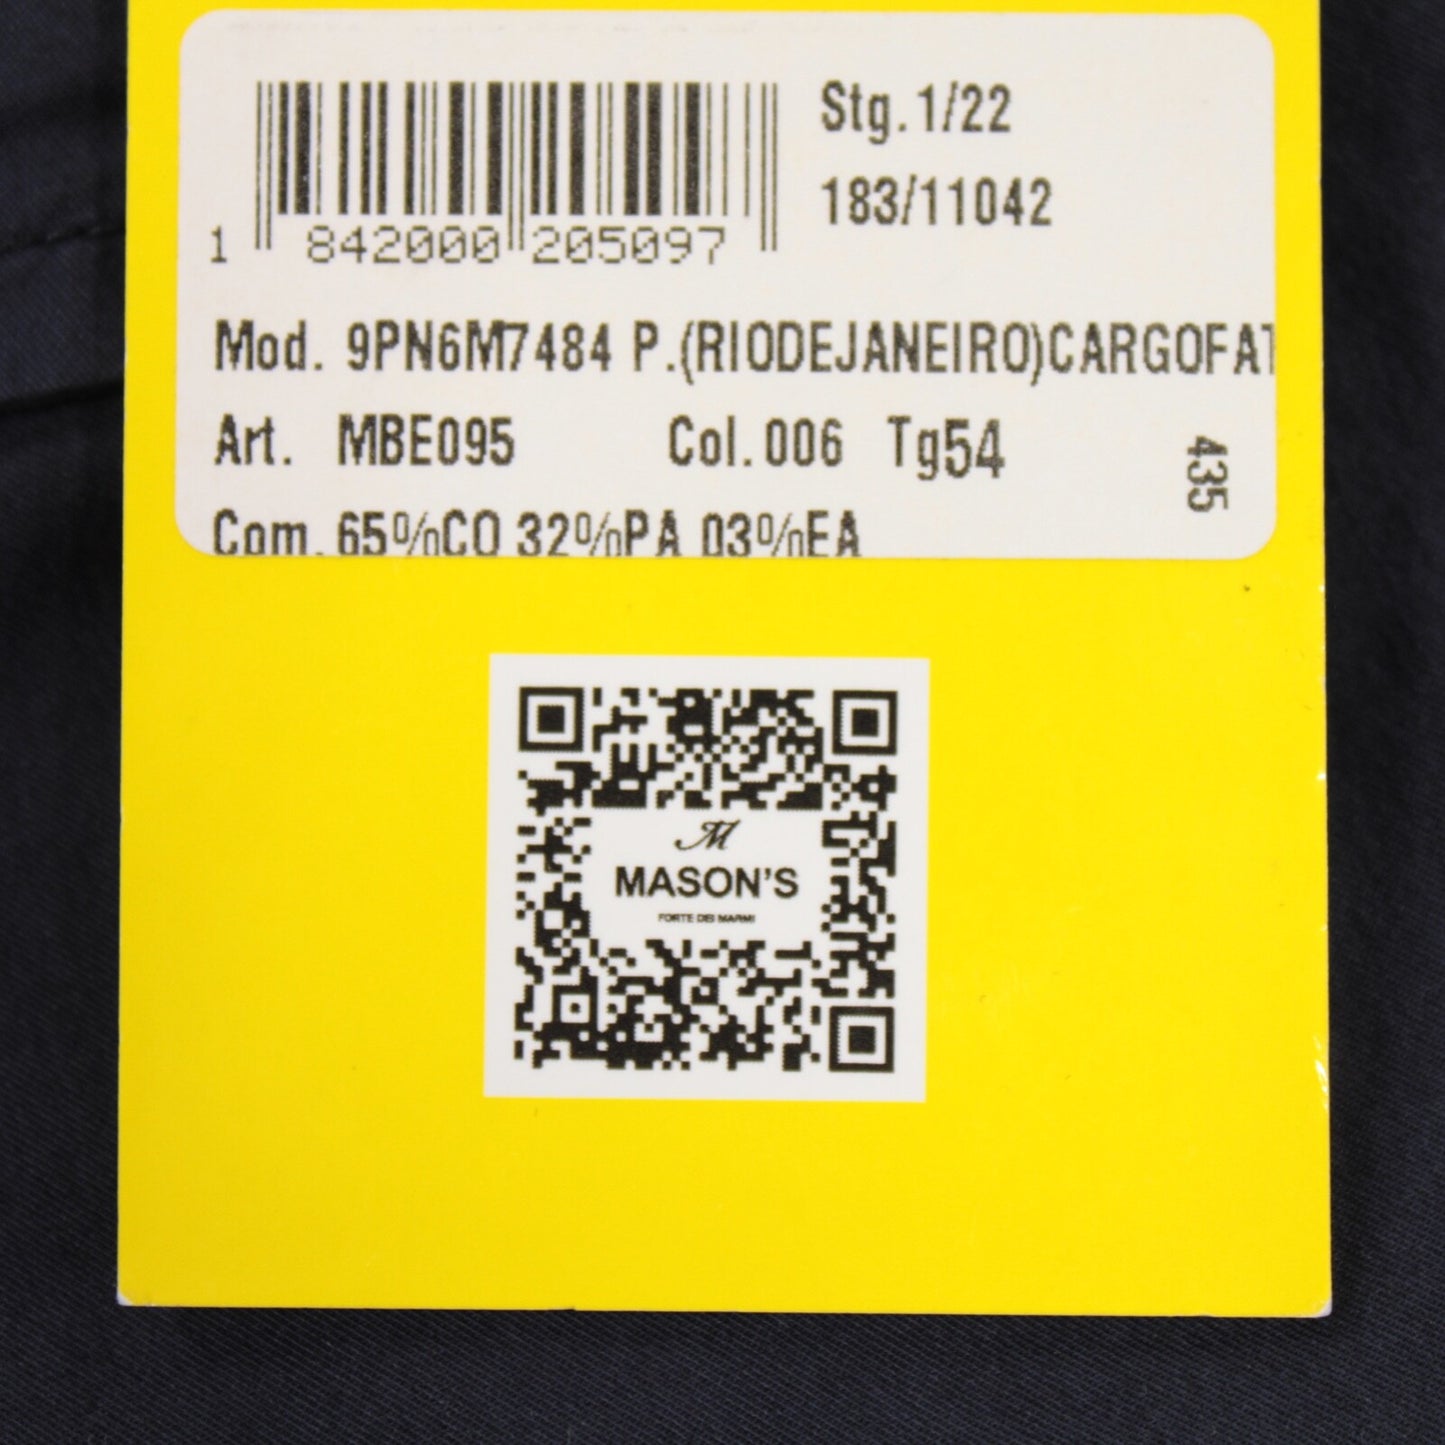 Stg.1/22
183/11042
1 842000 205097
Mod. 9PN6M7484 P.(RIODEJANEIRO)CARGOFAT
Art. MBE095 Col.006 Tg54
435
Com. 65%CO 32%PA 03%EA
M
MASON'S
FORTE DEI MARMI